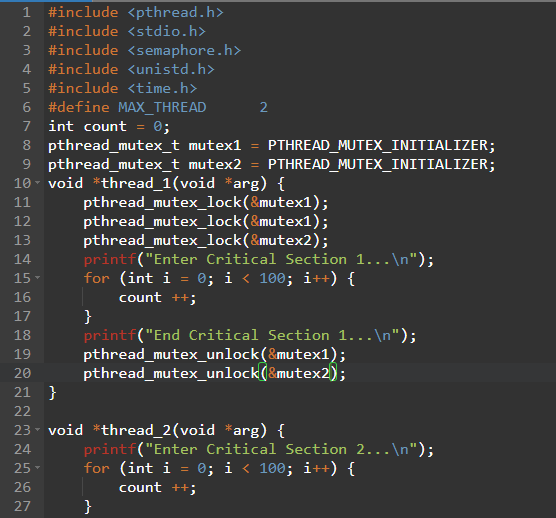 1 #include <pthread.h>
2 #include <stdio.h>
3 #include <semaphore.h>
4 #include <unistd.h>
5 #include <time.h>
6 #define MAX_THREAD      2
7 int count = 0;
8 pthread_mutex_t mutex1 = PTHREAD_MUTEX_INITIALIZER;
9 pthread_mutex_t mutex2 = PTHREAD_MUTEX_INITIALIZER;
10 void *thread_1(void *arg) {
11     pthread_mutex_lock(&mutex1);
12     pthread_mutex_lock(&mutex1);
13     pthread_mutex_lock(&mutex2);
14     printf("Enter Critical Section 1...\n");
15     for (int i = 0; i < 100; i++) {
16         count ++;
17     }
18     printf("End Critical Section 1...\n");
19     pthread_mutex_unlock(&mutex1);
20     pthread_mutex_unlock(&mutex2);
21 }
22
23 void *thread_2(void *arg) {
24     printf("Enter Critical Section 2...\n");
25     for (int i = 0; i < 100; i++) {
26         count ++;
27     }